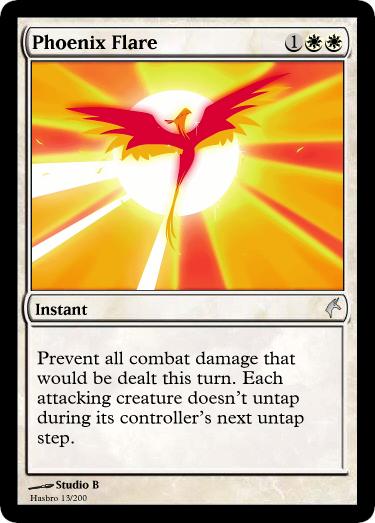 Phoenix Flare 1
Instant
Prevent all combat damage that
would be dealt this turn. Each
attacking creature doesn't untap
during its controller's next untap
step.
Studio B
Hasbro 13/200